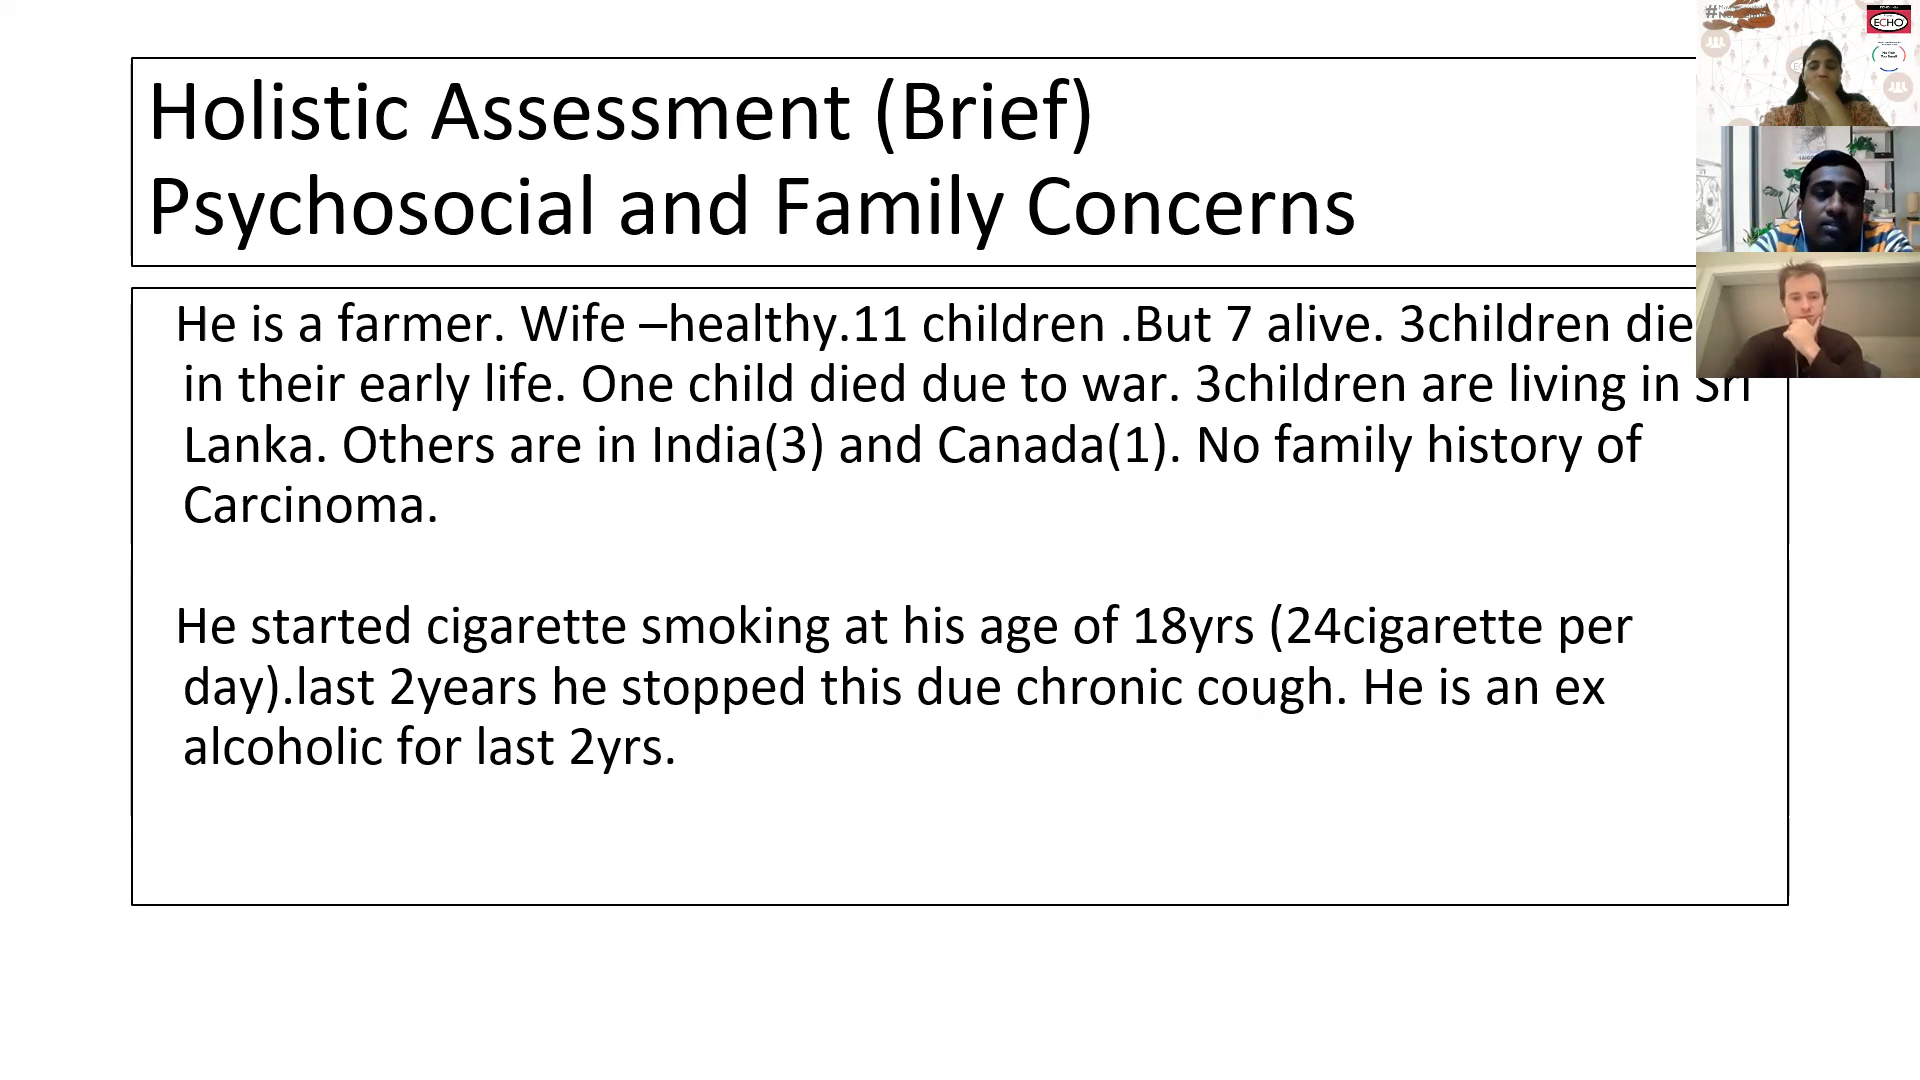 Holistic Assessment (Brief)
Psychosocial and Family Concerns
He is a farmer. Wife –healthy.11 children .But 7 alive. 3children die
in their early life. One child died due to war. 3children are living in Sri
Lanka. Others are in India(3) and Canada(1). No family history of
Carcinoma.
He started cigarette smoking at his age of 18yrs (24cigarette per
day).last 2years he stopped this due chronic cough. He is an ex
alcoholic for last 2yrs.
ECHO